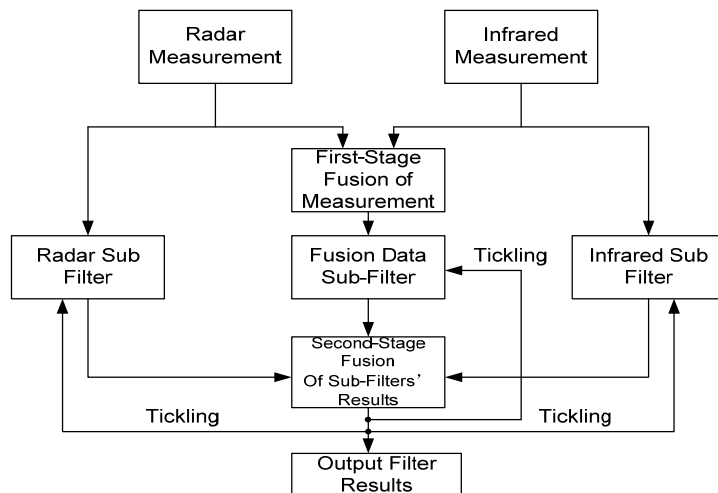 Radar
Measurement
Infrared
Measurement
First-Stage
Fusion of
Measurement
Radar Sub
Filter
Fusion Data
Sub-Filter
Tickling
Infrared Sub
Filter
Second-Stage
Fusion
Of Sub-Filters’
Results
Tickling
Tickling
Output Filter
Results